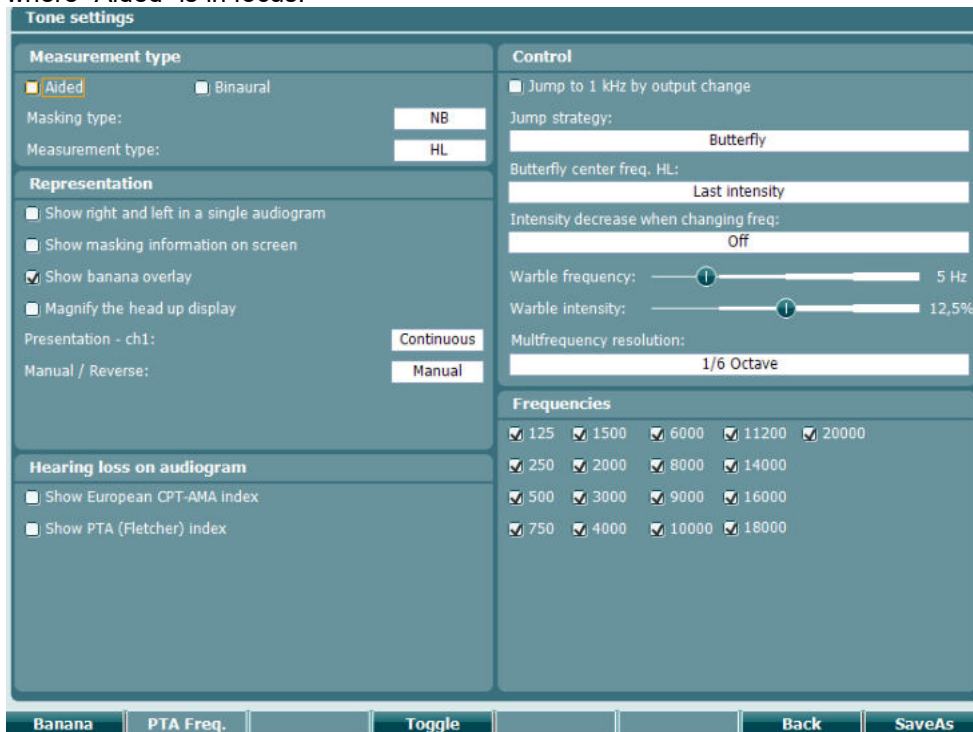 where "Aided" is in focus.
Tone settings
Measurement type
Aided Binaural
Masking type: NB
Measurement type: HL
Representation
Show right and left in a single audiogram
Show masking information on screen
Show banana overlay
Magnify the head up display
Presentation - ch1: Continuous
Manual / Reverse: Manual
Hearing loss on audiogram
Show European CPT-AMA index
Show PTA (Fletcher) index
Control
Jump to 1 kHz by output change
Jump strategy:
Butterfly
Butterfly center freq. HL:
Last intensity
Intensity decrease when changing freq:
Off
Warble frequency: 5 Hz
Warble intensity: 12,5%
Multfrequency resolution:
1/6 Octave
Frequencies
125 1500 6000 11200 20000
250 2000 8000 14000
500 3000 9000 16000
750 4000 10000 18000
Banana PTA Freq. Toggle Back SaveAs